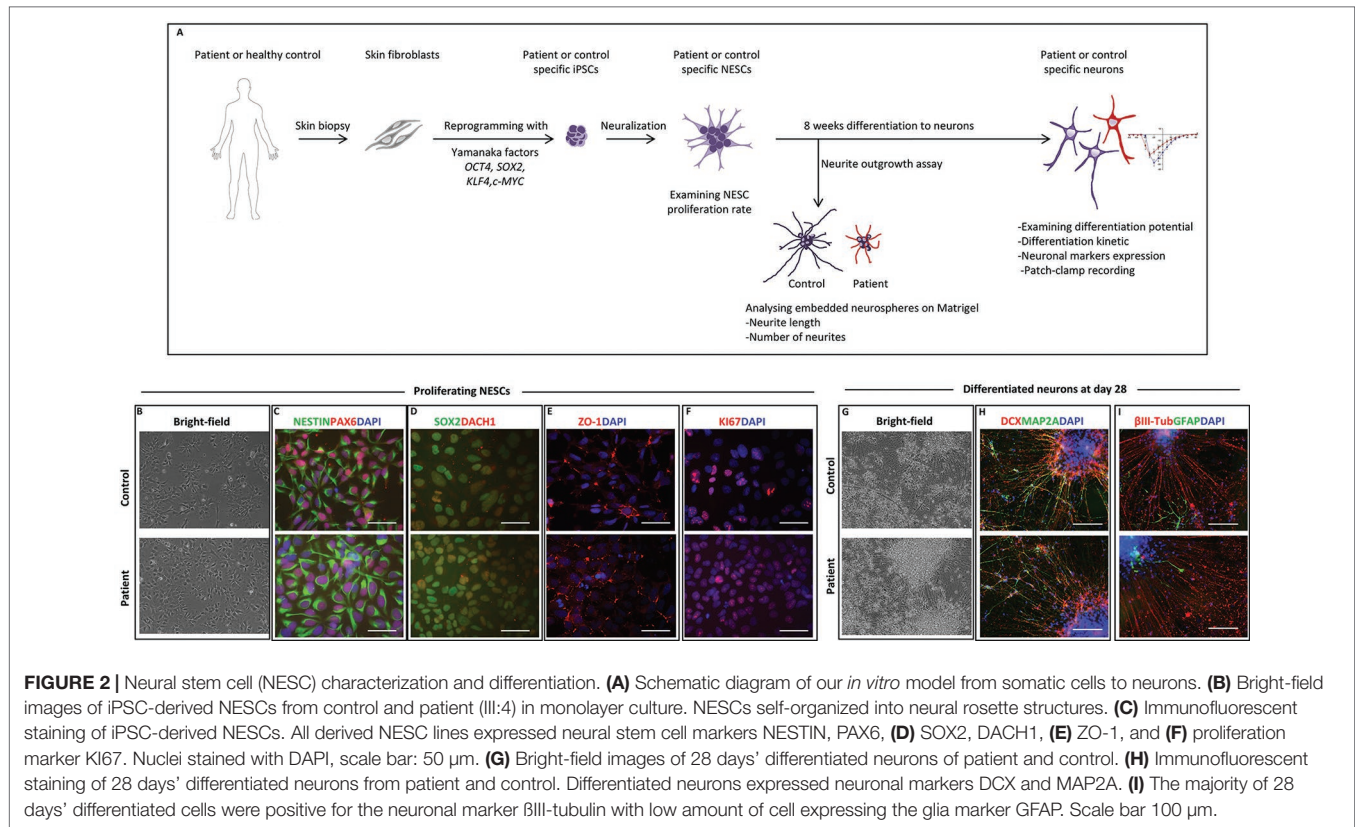 A
Patient or healthy control
Skin fibroblasts
Patient or control
specific iPSCs
Patient or control
specific NESCs
Patient or control
specific neurons
Skin biopsy
Reprogramming with
Yamanaka factors
OCT4, SOX2,
KLF4,c-MYC
Neuralization
8 weeks differentiation to neurons
Neurite outgrowth assay
Examining NESC
proliferation rate
Control
Patient
Analysing embedded neurospheres on Matrigel
-Neurite length
-Number of neurites
-Examining differentiation potential
-Differentiation kinetic
-Neuronal markers expression
-Patch-clamp recording
Proliferating NESCs
Differentiated neurons at day 28
B
Bright-field
C
NESTINPAX6DAPI
D
SOX2DACH1
E
ZO-1DAPI
F
KI67DAPI
G
Bright-field
H
DCXMAP2ADAPI
I
βIII-TubGFAPDAPI
Control
Patient
FIGURE 2 | Neural stem cell (NESC) characterization and differentiation. (A) Schematic diagram of our in vitro model from somatic cells to neurons. (B) Bright-field
images of iPSC-derived NESCs from control and patient (III:4) in monolayer culture. NESCs self-organized into neural rosette structures. (C) Immunofluorescent
staining of iPSC-derived NESCs. All derived NESC lines expressed neural stem cell markers NESTIN, PAX6, (D) SOX2, DACH1, (E) ZO-1, and (F) proliferation
marker KI67. Nuclei stained with DAPI, scale bar: 50 μm. (G) Bright-field images of 28 days' differentiated neurons of patient and control. (H) Immunofluorescent
staining of 28 days' differentiated neurons from patient and control. Differentiated neurons expressed neuronal markers DCX and MAP2A. (I) The majority of 28
days' differentiated cells were positive for the neuronal marker ßIII-tubulin with low amount of cell expressing the glia marker GFAP. Scale bar 100 μm.